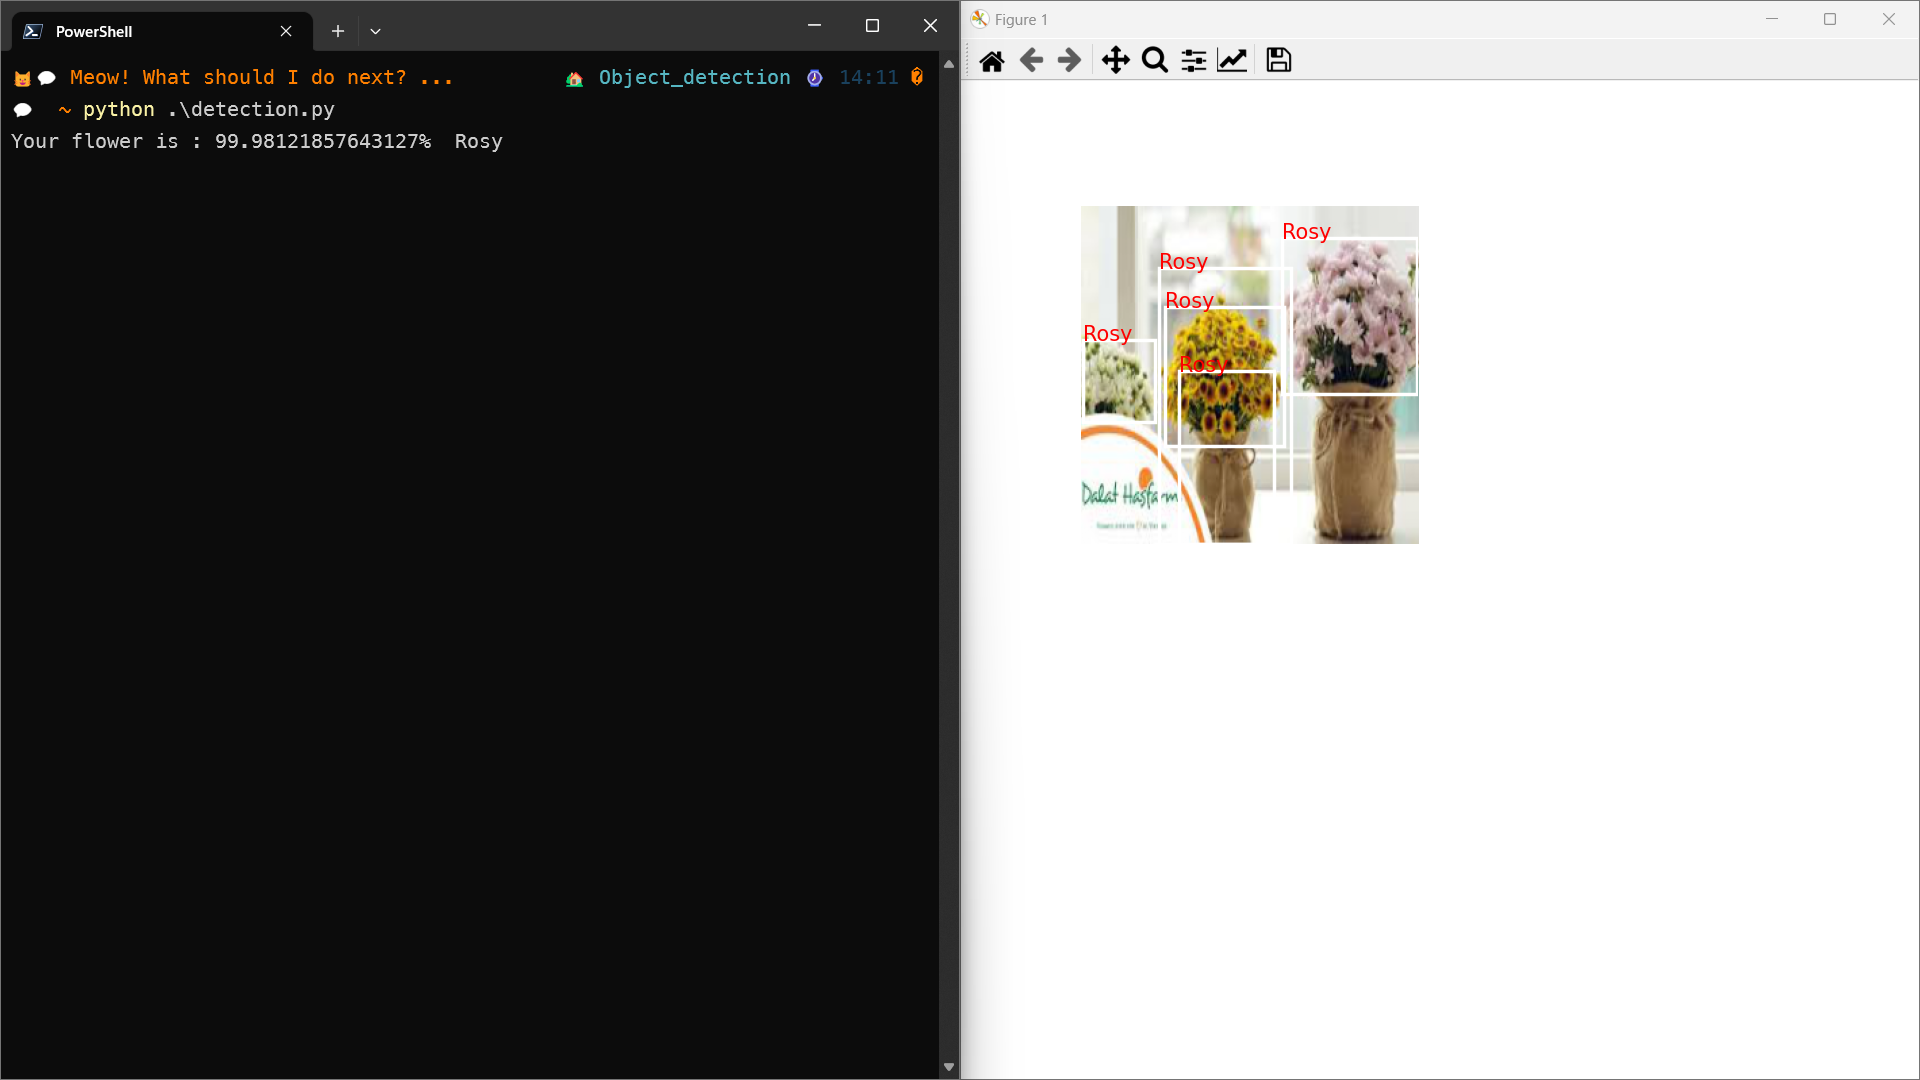 PowerShell
Meow! What should I do next? ...
Object_detection 14:11
~ python .\detection.py
Your flower is : 99.98121857643127% Rosy
Figure 1
Rosy
Rosy
Rosy
Rosy
Rosy
Dalat Hasfarm